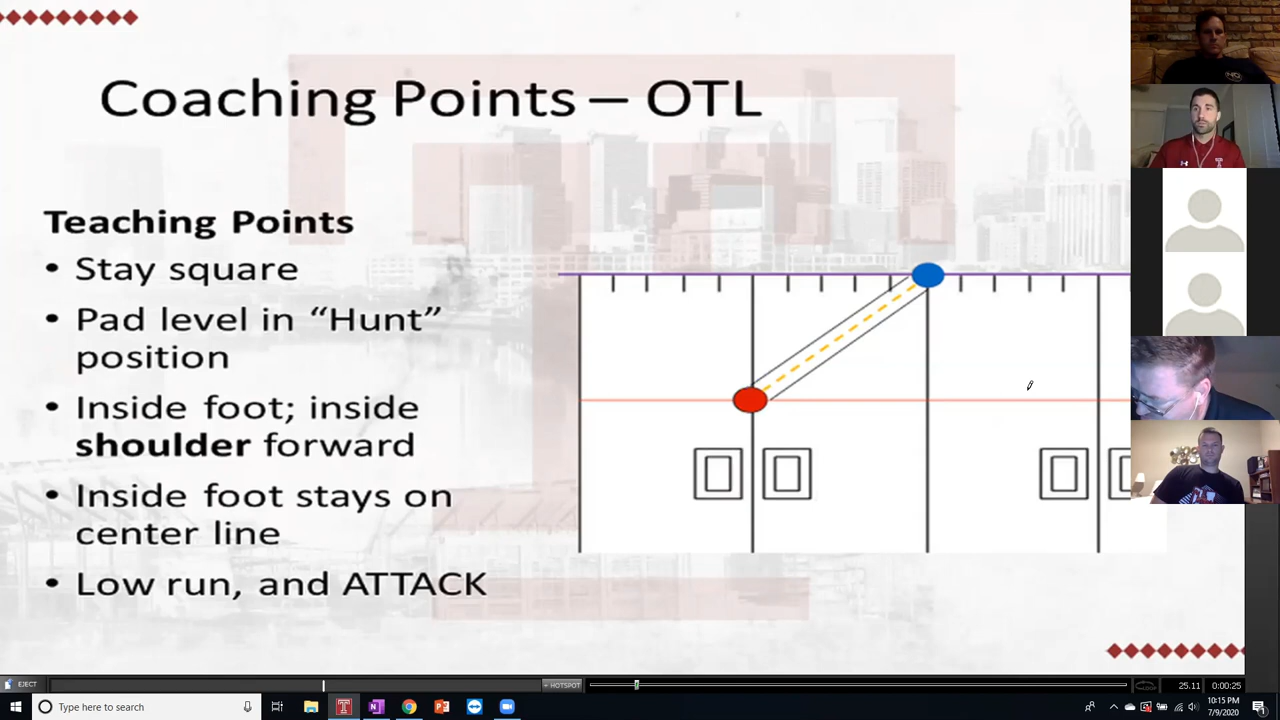 Coaching Points – OTL
Teaching Points
• Stay square
• Pad level in “Hunt”
position
• Inside foot; inside
shoulder forward
• Inside foot stays on
center line
• Low run, and ATTACK
EJECT
HOTSPOT
LOOP
25.11
0:00:25
Type here to search
10:15 PM
7/9/2020